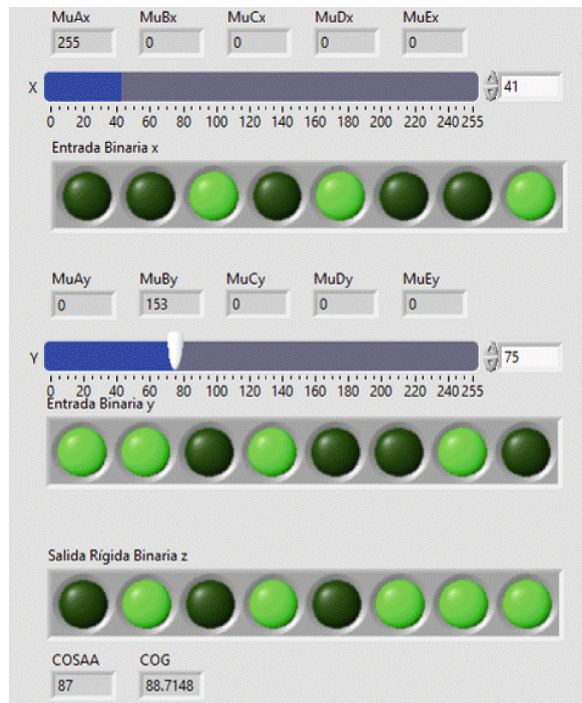 MuAx MuBx MuCx MuDx MuEx
255 0 0 0 0
X 41
0 20 40 60 80 100 120 140 160 180 200 220 240 255
Entrada Binaria x
MuAy MuBy MuCy MuDy MuEy
0 153 0 0 0
Y 75
0 20 40 60 80 100 120 140 160 180 200 220 240 255
Entrada Binaria y
Salida Rígida Binaria z
COSAA COG
87 88.7148